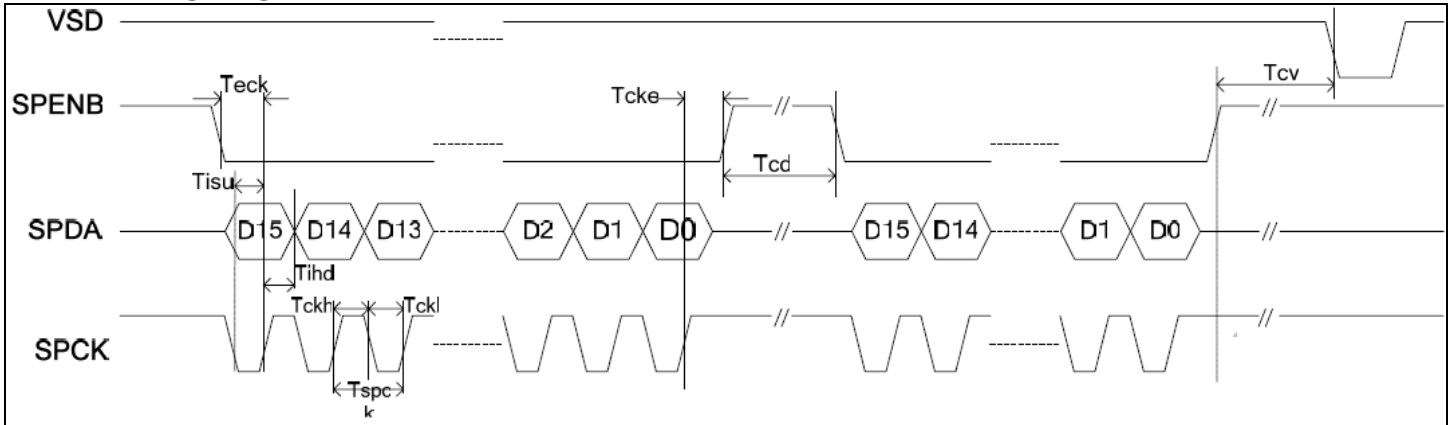 VSD
Tcv
Teck
SPENB
Tcke
Tcd
Tisu
SPDA D15 D14 D13 D2 D1 D0 D15 D14 D1 D0
Tihd
Tckh Tckl
SPCK
Tspc
k